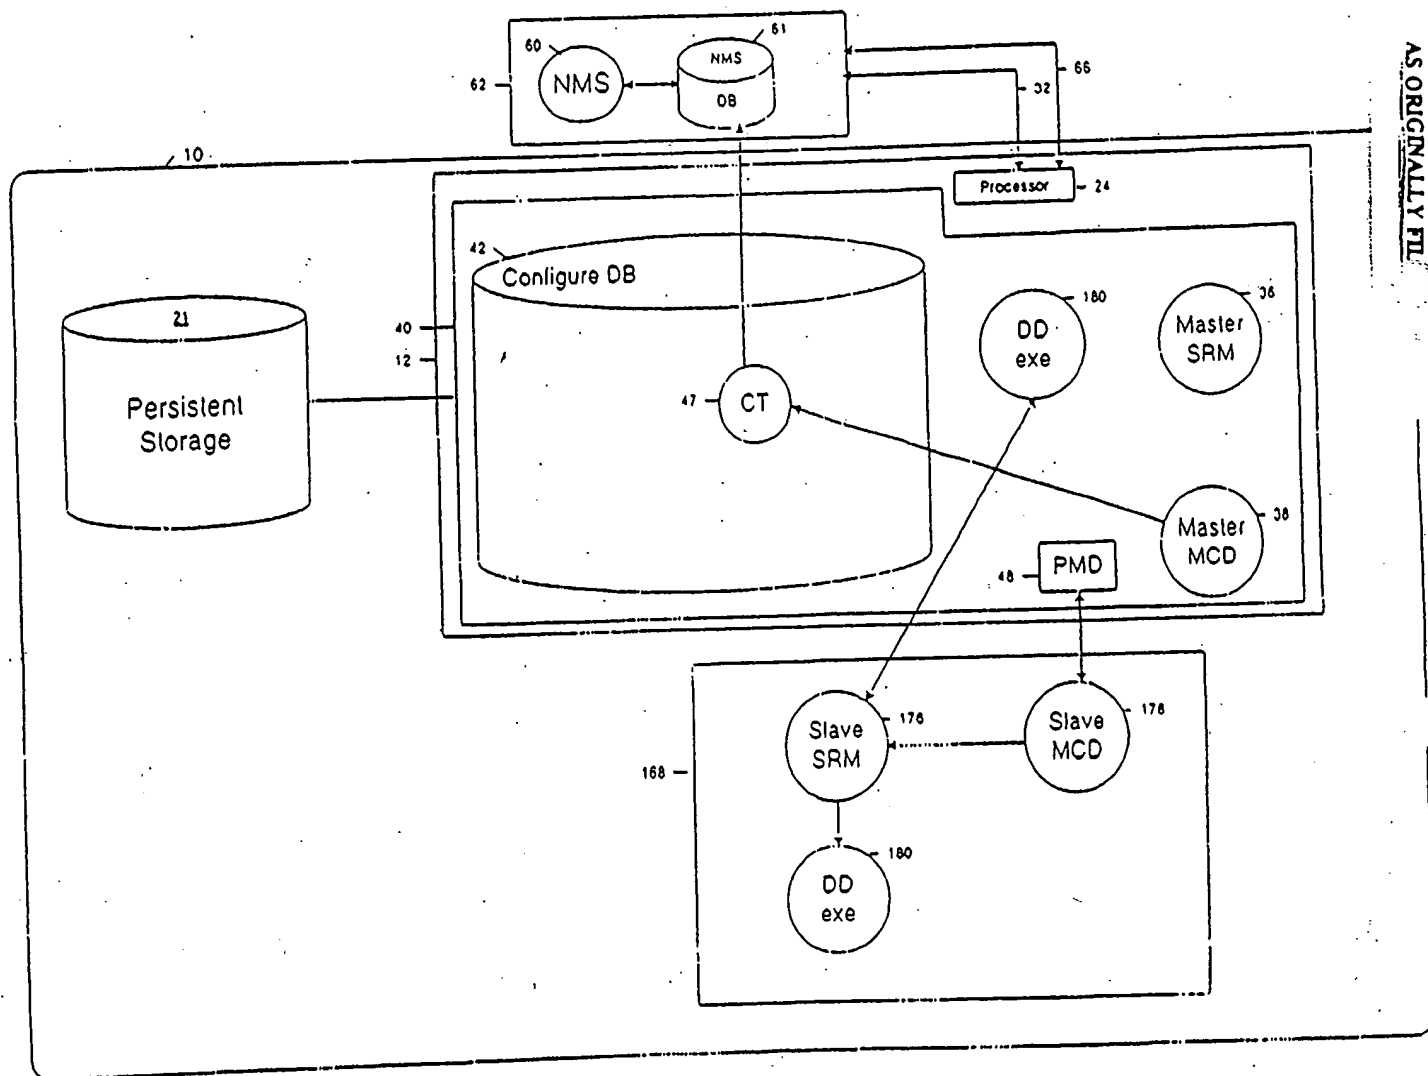 AS ORIGINALLY FIL
60
61
NMS
NMS
DB
62
66
32
10
Processor
24
42
Configure DB
180
36
21
40
DD
exe
Master
SRM
12
Persistent
Storage
47
CT
38
Master
MCD
48
PMD
176
178
Slave
SRM
Slave
MCD
168
180
DD
exe